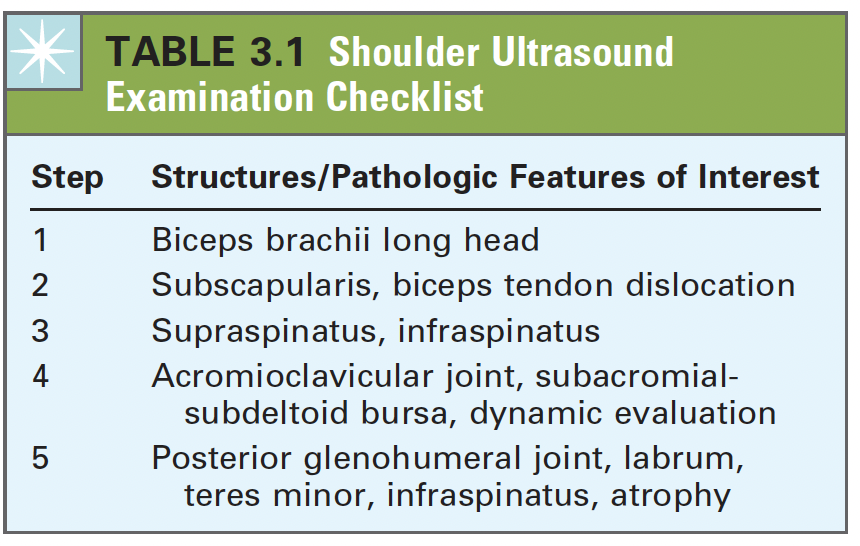 TABLE 3.1 Shoulder Ultrasound
Examination Checklist
Step Structures/Pathologic Features of Interest
1 Biceps brachii long head
2 Subscapularis, biceps tendon dislocation
3 Supraspinatus, infraspinatus
4 Acromioclavicular joint, subacromial-
subdeltoid bursa, dynamic evaluation
5 Posterior glenohumeral joint, labrum,
teres minor, infraspinatus, atrophy